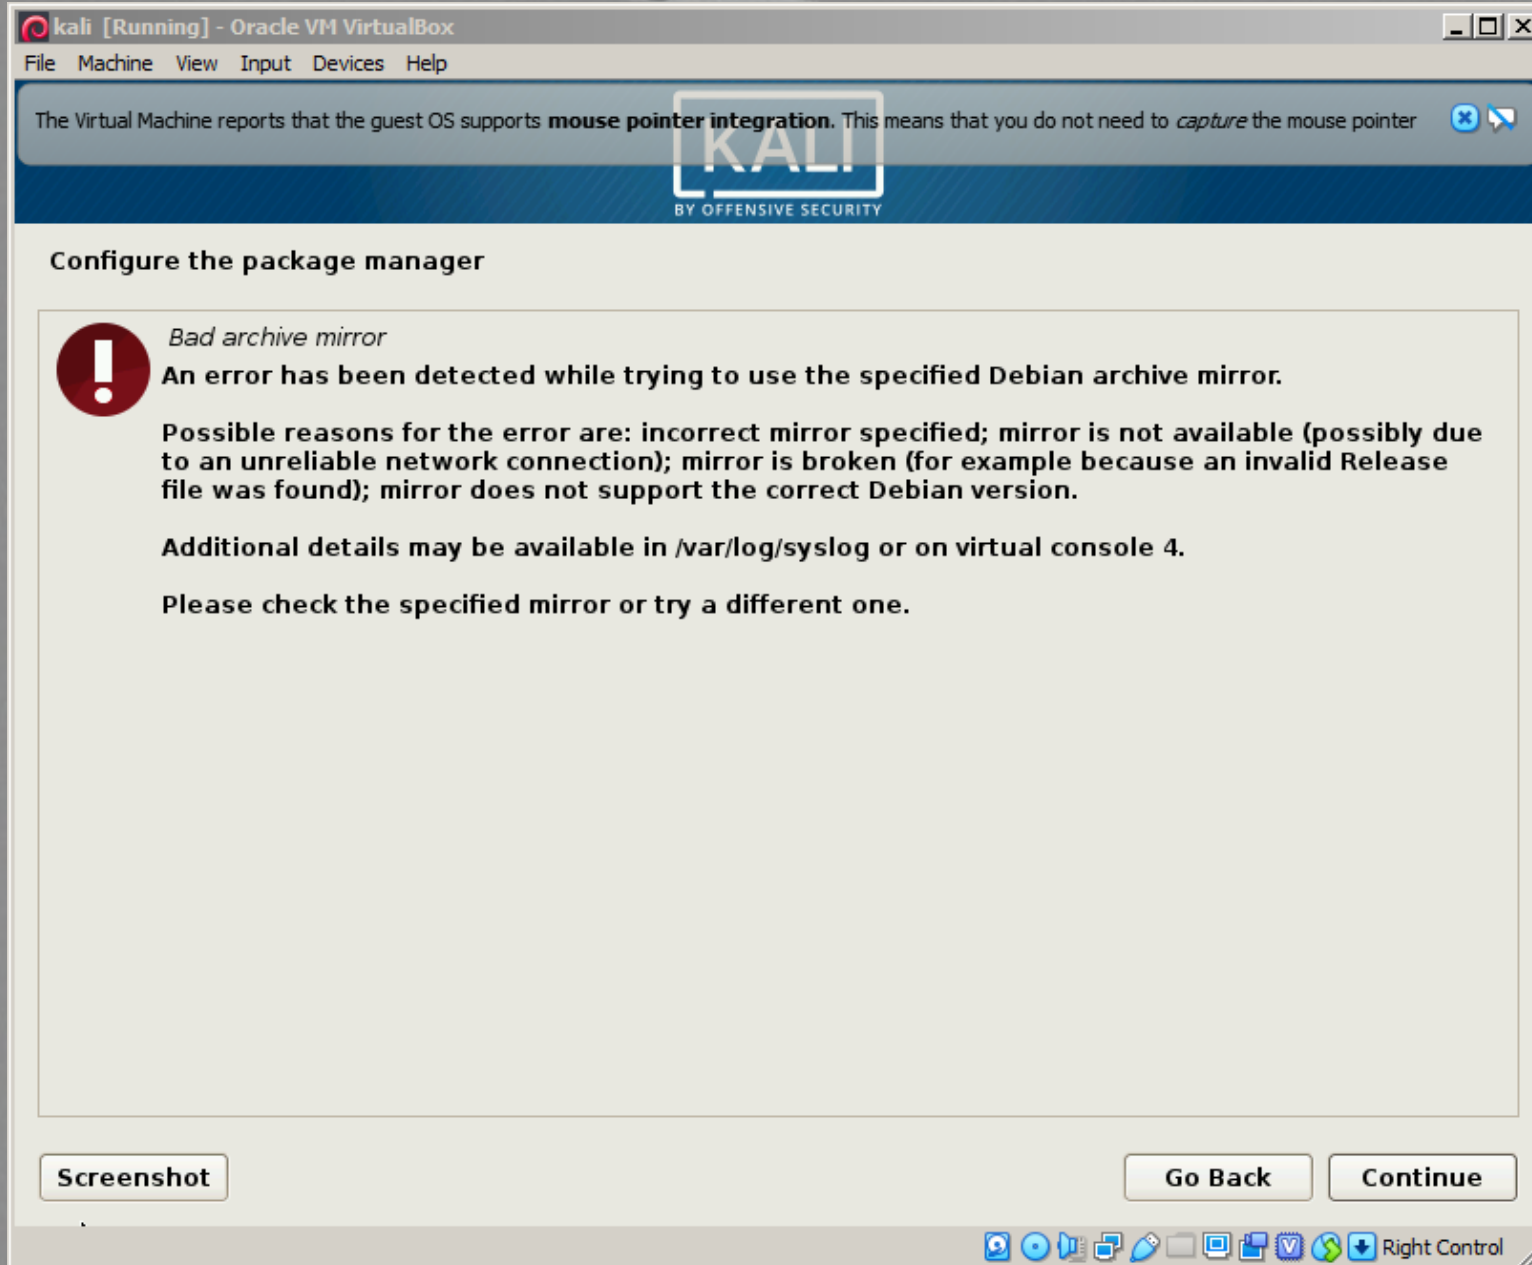 kali [Running] - Oracle VM VirtualBox
File Machine View Input Devices Help
The Virtual Machine reports that the guest OS supports mouse pointer integration. This means that you do not need to capture the mouse pointer
KALI
BY OFFENSIVE SECURITY
Configure the package manager
Bad archive mirror
An error has been detected while trying to use the specified Debian archive mirror.
Possible reasons for the error are: incorrect mirror specified; mirror is not available (possibly due
to an unreliable network connection); mirror is broken (for example because an invalid Release
file was found); mirror does not support the correct Debian version.
Additional details may be available in /var/log/syslog or on virtual console 4.
Please check the specified mirror or try a different one.
Screenshot
Go Back
Continue
Right Control